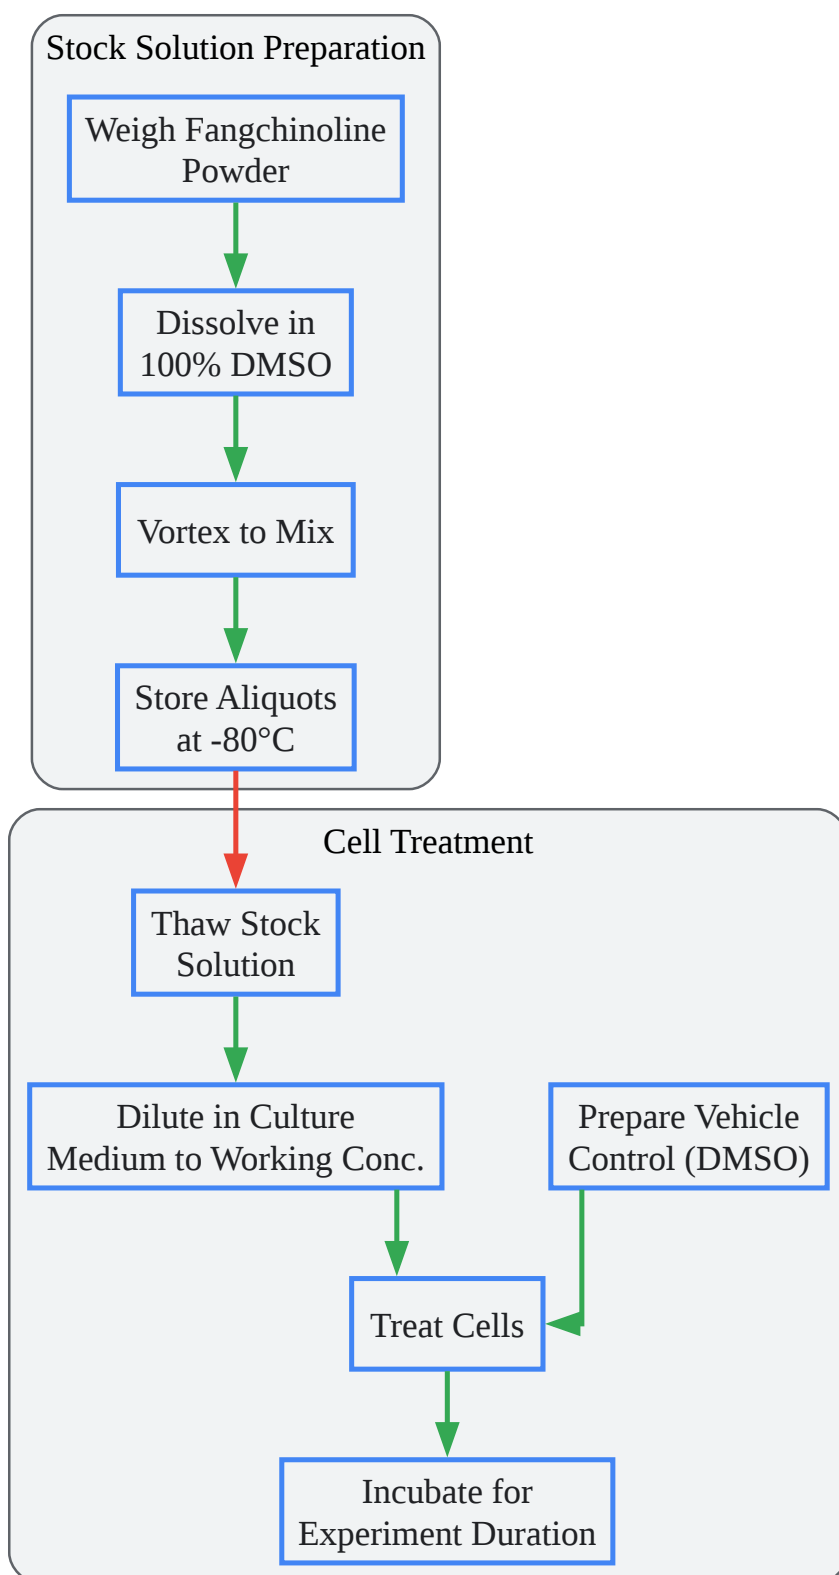 Stock Solution Preparation
Weigh Fangchinoline
Powder
Dissolve in
100% DMSO
Vortex to Mix
Store Aliquots
at -80°C
Cell Treatment
Thaw Stock
Solution
Dilute in Culture
Medium to Working Conc.
Prepare Vehicle
Control (DMSO)
Treat Cells
Incubate for
Experiment Duration